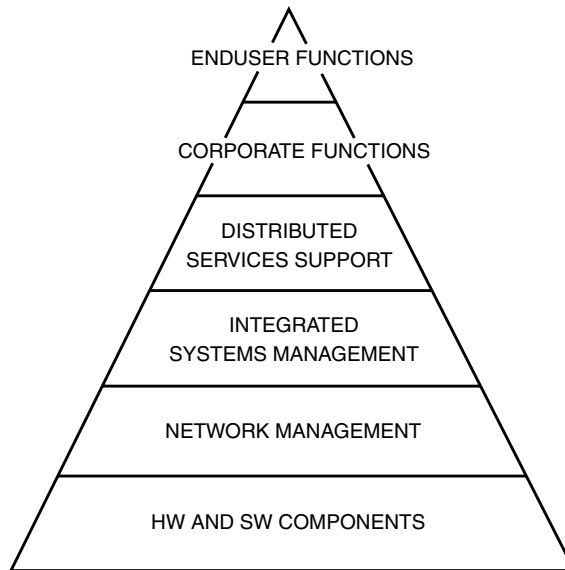 ENDUSER FUNCTIONS
CORPORATE FUNCTIONS
DISTRIBUTED
SERVICES SUPPORT
INTEGRATED
SYSTEMS MANAGEMENT
NETWORK MANAGEMENT
HW AND SW COMPONENTS